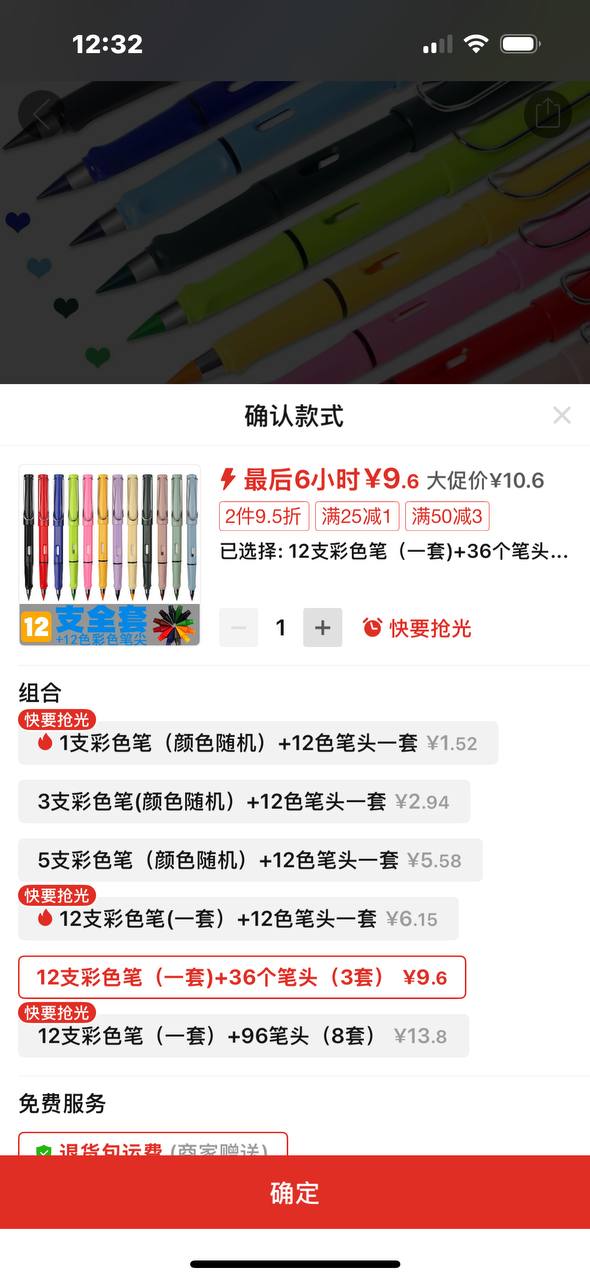 12:32
确认款式
最后6小时¥9.6 大促价¥10.6
2件9.5折 满25减1 满50减3
已选择: 12支彩色笔（一套)+36个笔头...
12 支全套
+12色彩色笔尖
1 快要抢光
组合
快要抢光
1支彩色笔（颜色随机）+12色笔头一套 ¥1.52
3支彩色笔(颜色随机）+12色笔头一套 ¥2.94
5支彩色笔（颜色随机）+12色笔头一套 ¥5.58
快要抢光
12支彩色笔(一套）+12色笔头一套 ¥6.15
12支彩色笔（一套)+36个笔头（3套） ¥9.6
快要抢光
12支彩色笔（一套）+96笔头（8套） ¥13.8
免费服务
退货包运费 (商家赠送)
确定